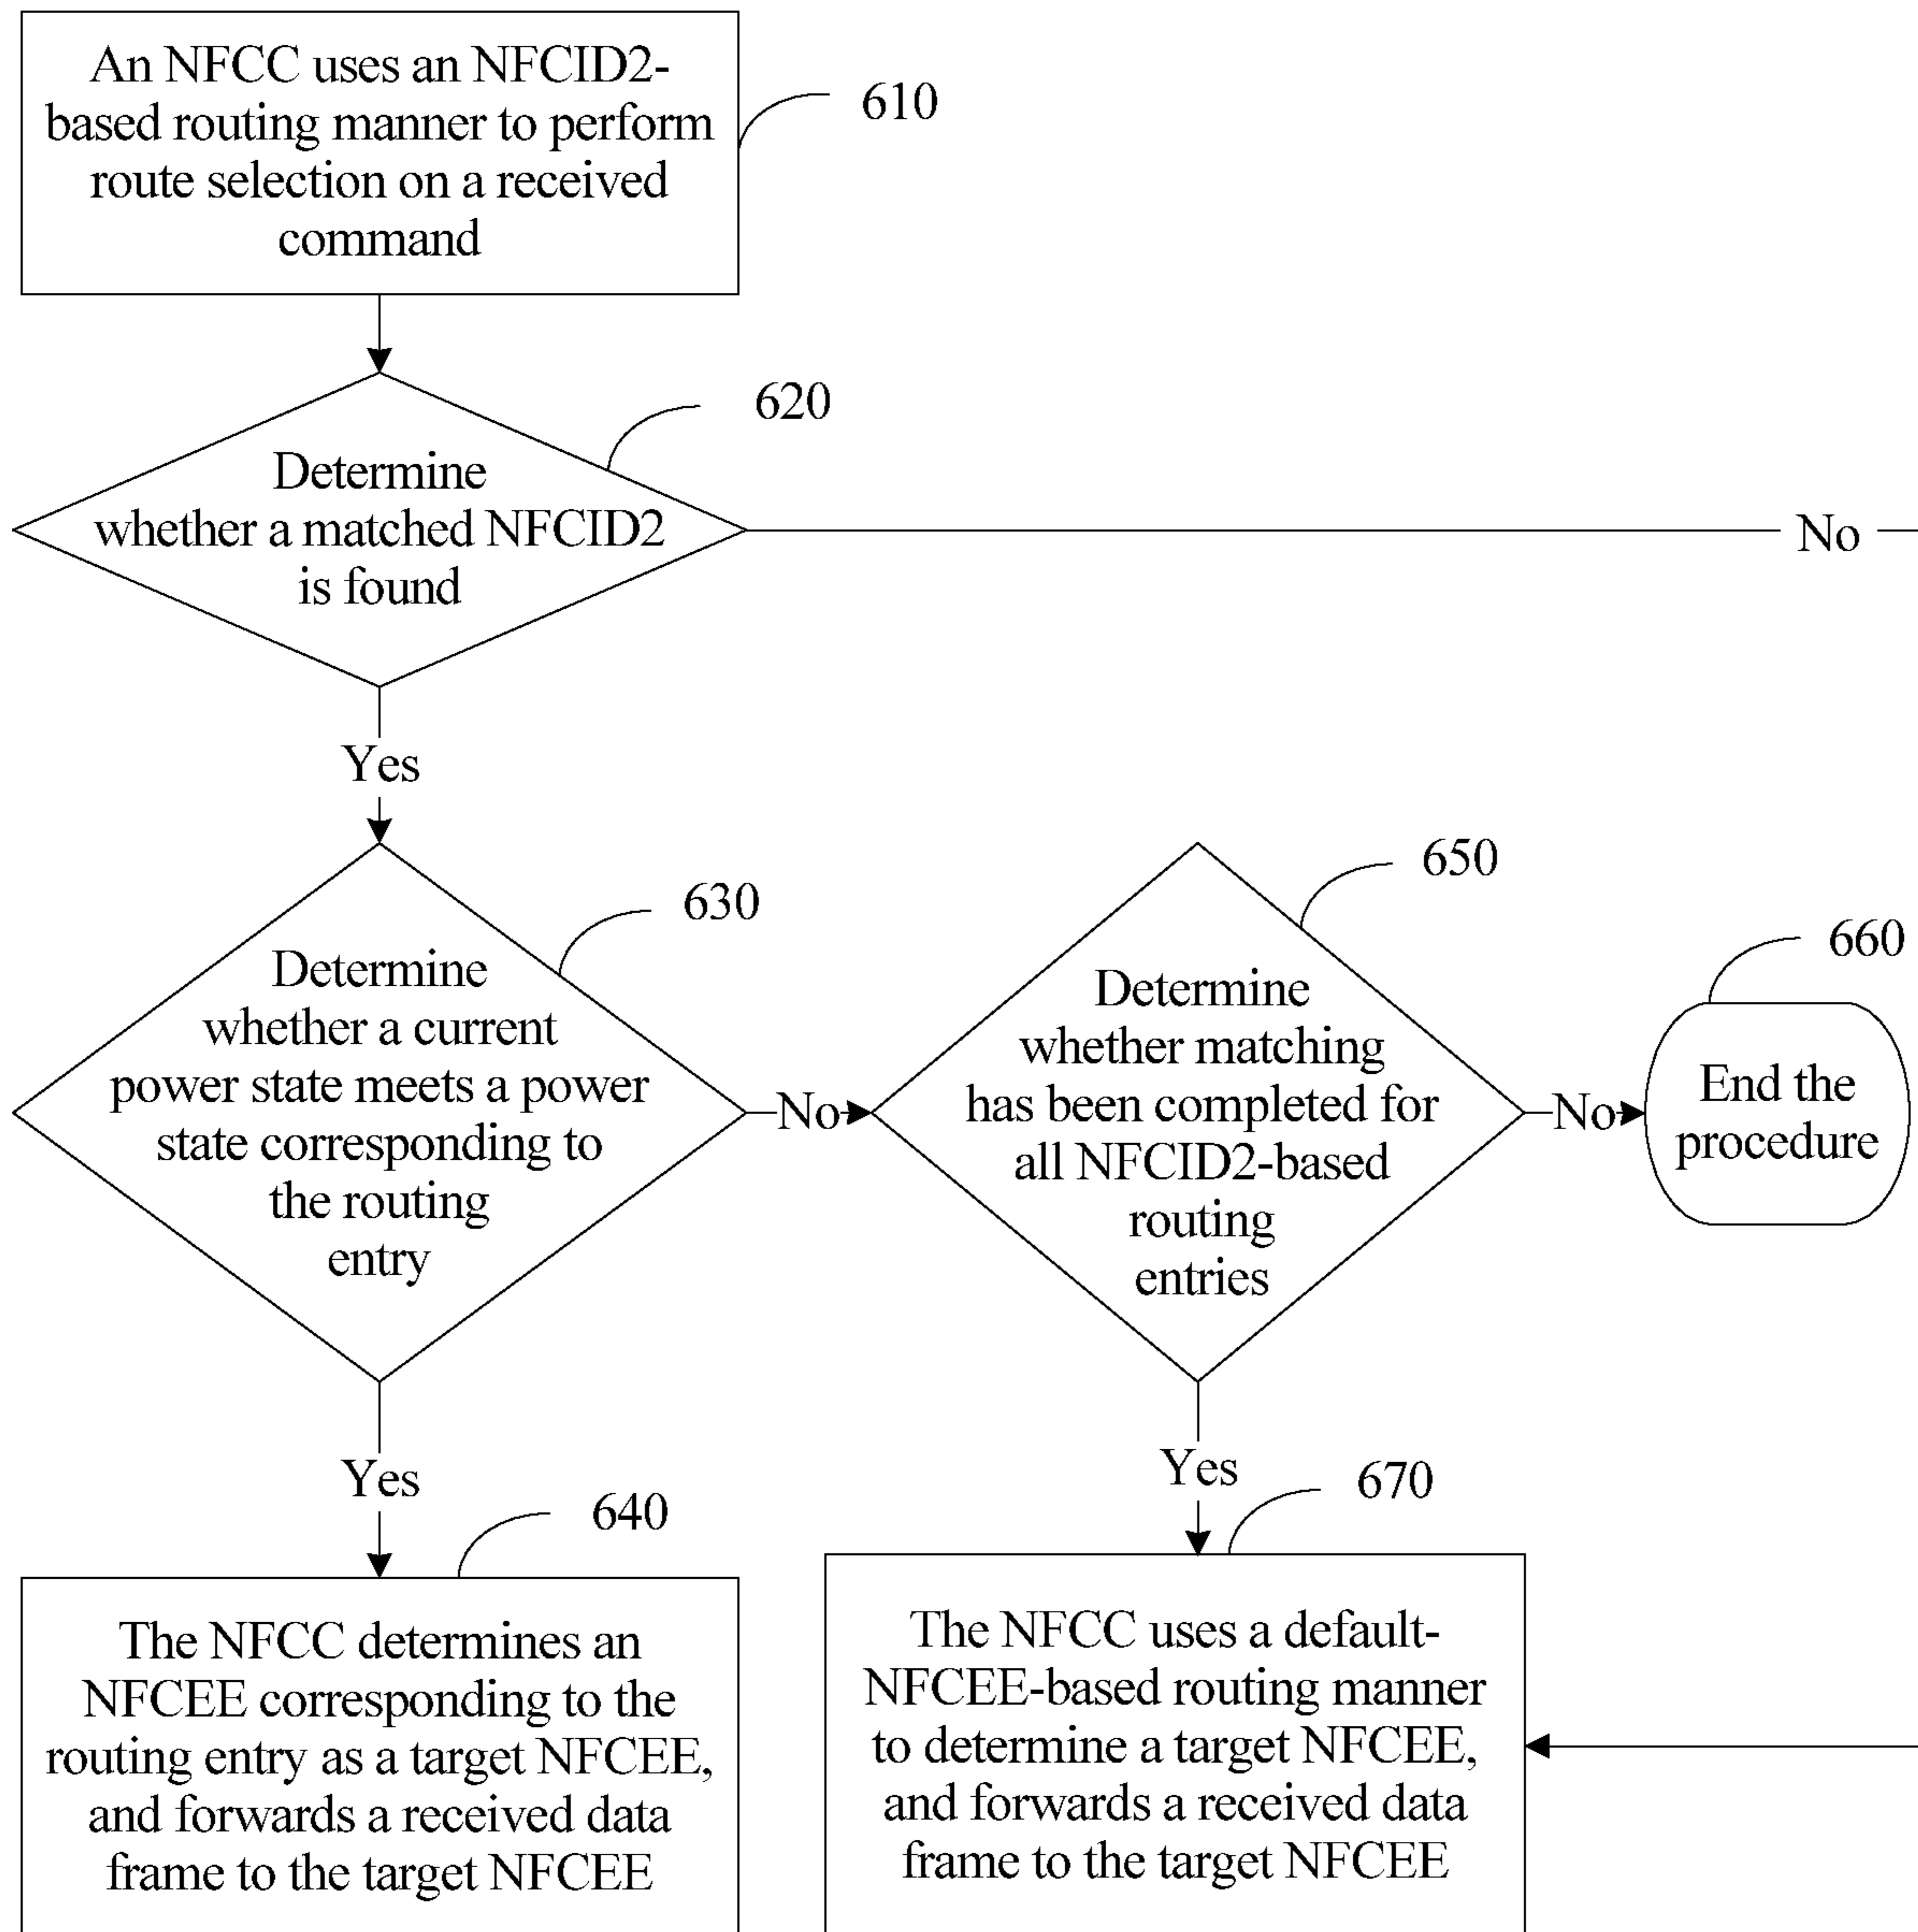 An NFCC uses an NFCID2-
based routing manner to perform
route selection on a received
command
610
620
Determine
whether a matched NFCID2
is found
No
Yes
630
Determine
whether a current
power state meets a power
state corresponding to
the routing
entry
No
650
Determine
whether matching
has been completed for
all NFCID2-based
routing
entries
No
660
End the
procedure
Yes
640
The NFCC determines an
NFCEE corresponding to the
routing entry as a target NFCEE,
and forwards a received data
frame to the target NFCEE
Yes
670
The NFCC uses a default-
NFCEE-based routing manner
to determine a target NFCEE,
and forwards a received data
frame to the target NFCEE